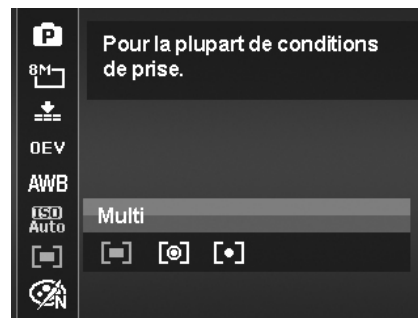 P
Pour la plupart de conditions
de prise.
8M
0EV
AWB
ISO
Auto
Multi
N